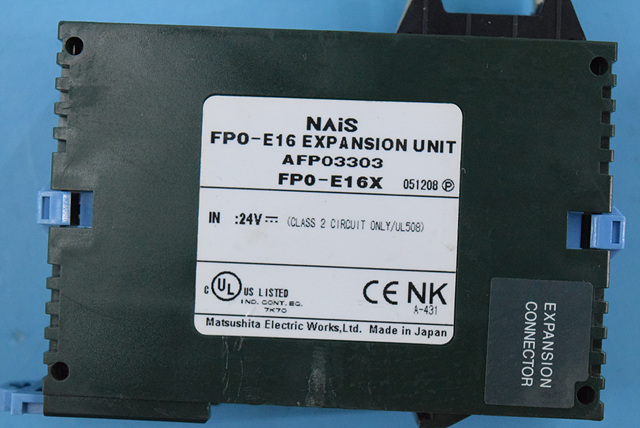 NAiS
FP0-E16 EXPANSION UNIT
AFP03303
FP0-E16X 051208 P
IN :24V⎓ (CLASS 2 CIRCUIT ONLY/UL508)
C UL US LISTED
IND. CONT. EQ.
7K70
CE NK
A-431
Matsushita Electric Works,Ltd. Made in Japan
EXPANSION
CONNECTOR